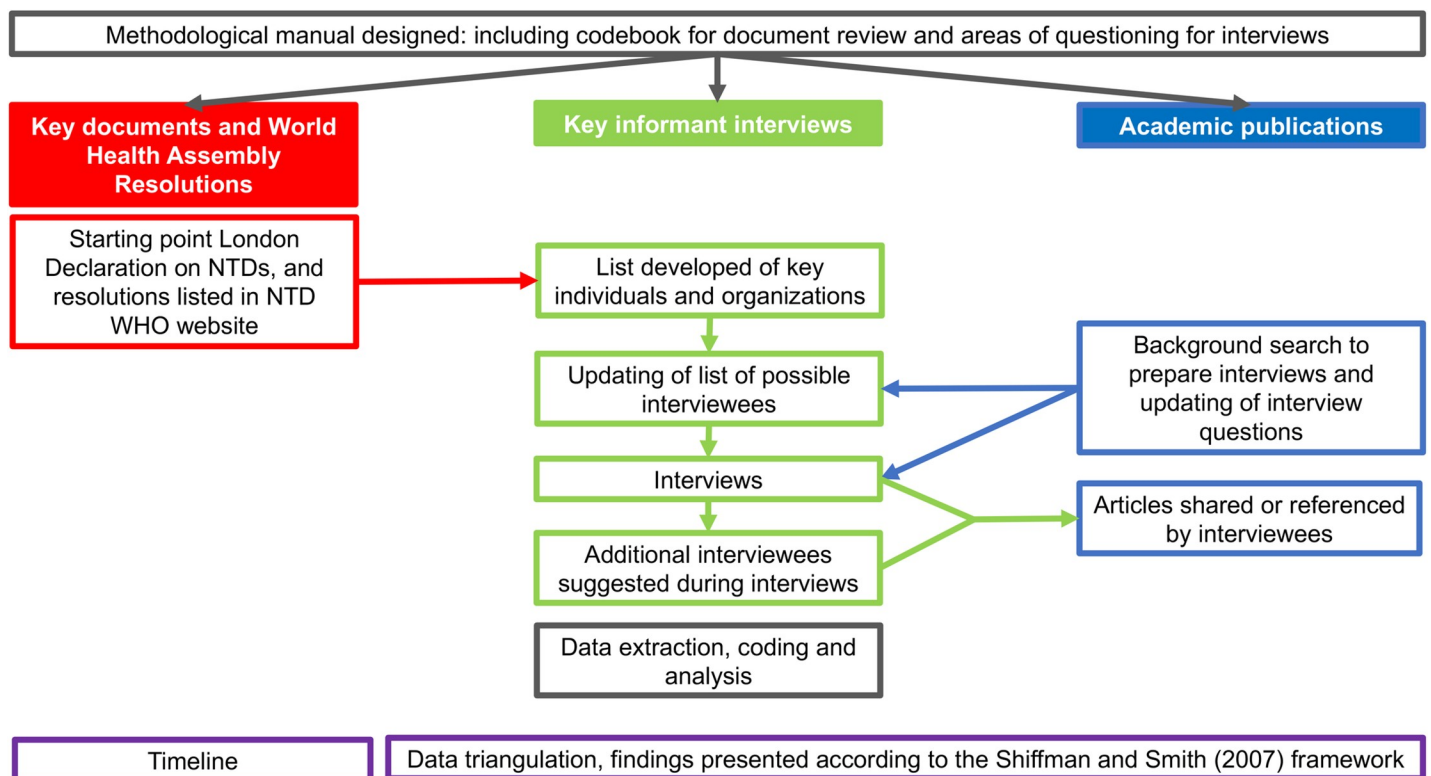 Methodological manual designed: including codebook for document review and areas of questioning for interviews
Key documents and World
Health Assembly
Resolutions
Key informant interviews
Academic publications
Starting point London
Declaration on NTDs, and
resolutions listed in NTD
WHO website
List developed of key
individuals and organizations
Updating of list of possible
interviewees
Background search to
prepare interviews and
updating of interview
questions
Interviews
Articles shared or referenced
by interviewees
Additional interviewees
suggested during interviews
Data extraction, coding and
analysis
Timeline
Data triangulation, findings presented according to the Shiffman and Smith (2007) framework